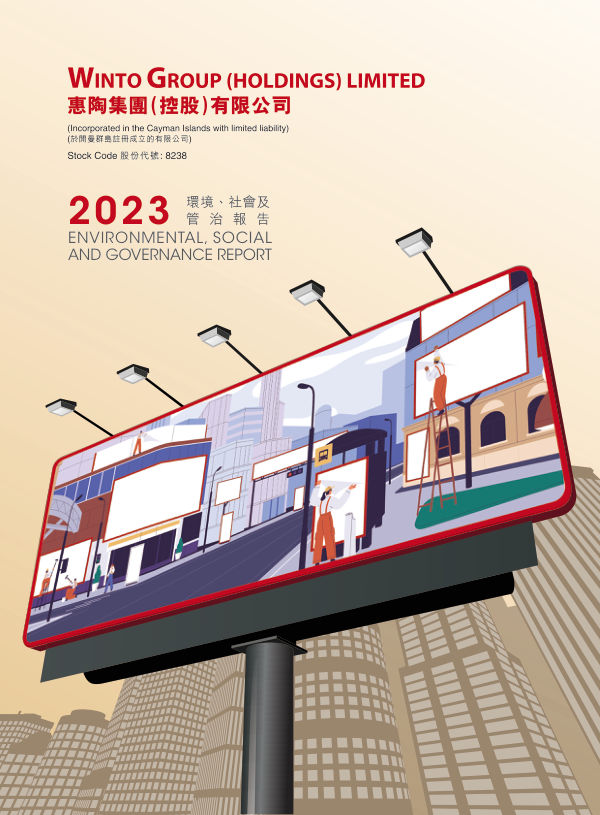 WINTO GROUP (HOLDINGS) LIMITED
惠陶集團(控股)有限公司
(Incorporated in the Cayman Islands with limited liability)
(於開曼群島註冊成立的有限公司)
Stock Code 股份代號: 8238
2023 環境、社會及
管治報告
ENVIRONMENTAL, SOCIAL
AND GOVERNANCE REPORT